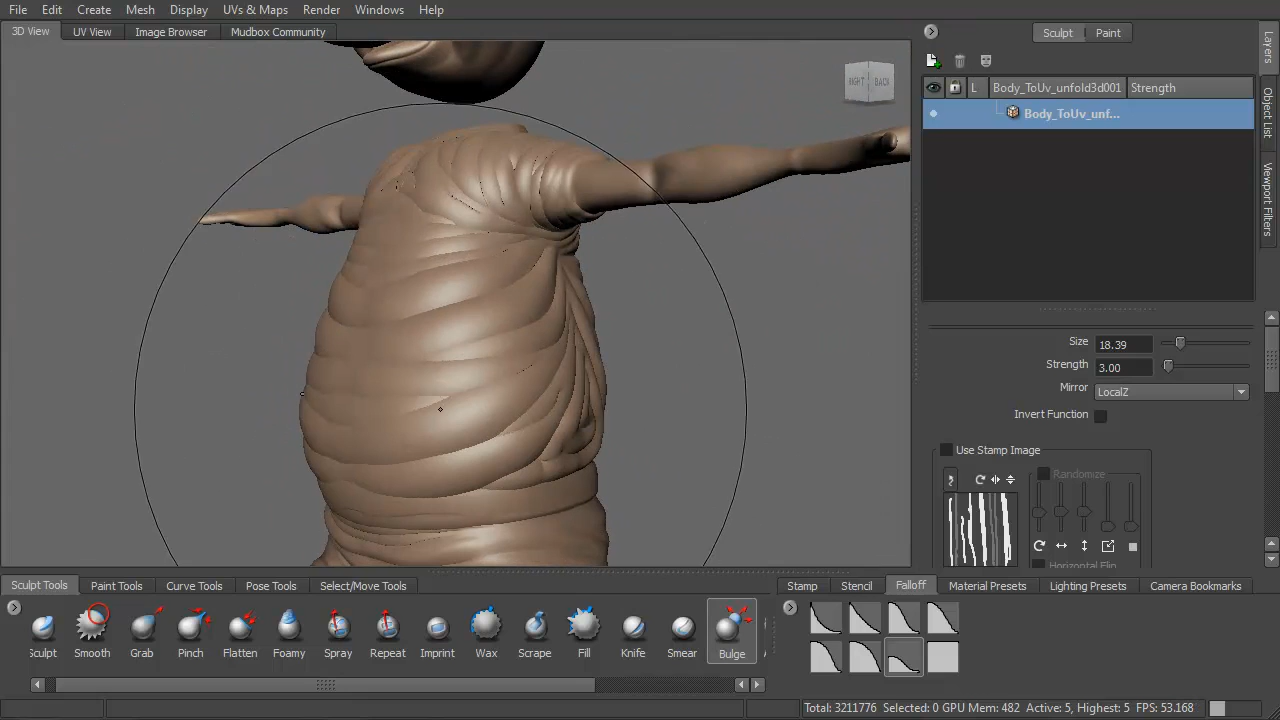 File Edit Create Mesh Display UVs & Maps Render Windows Help
3D View UV View Image Browser Mudbox Community
Sculpt Paint
Layers
Object List
Viewport Filters
RIGHT BACK
L Body_ToUv_unfold3d001 Strength
Body_ToUv_unf...
Size 18.39
Strength 3.00
Mirror LocalZ
Invert Function
Use Stamp Image
Randomize
Horizontal Flip
Sculpt Tools Paint Tools Curve Tools Pose Tools Select/Move Tools
Stamp Stencil Falloff Material Presets Lighting Presets Camera Bookmarks
Sculpt Smooth Grab Pinch Flatten Foamy Spray Repeat Imprint Wax Scrape Fill Knife Smear Bulge
Total: 3211776 Selected: 0 GPU Mem: 482 Active: 5, Highest: 5 FPS: 53.168